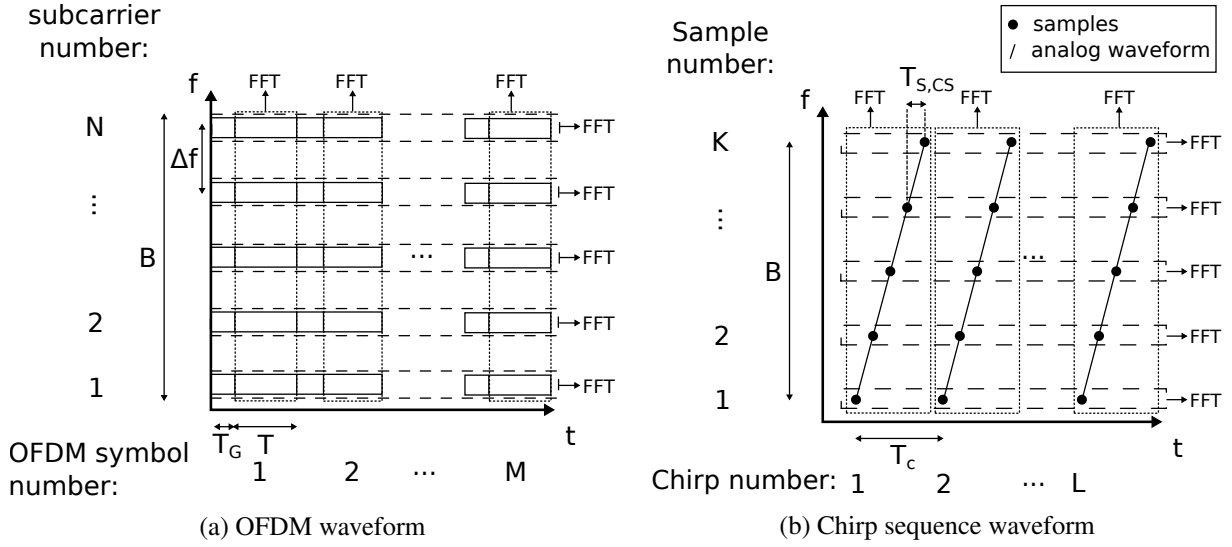 subcarrier
number:
f
FFT FFT FFT
N
FFT
Δf
...
FFT
B
...
FFT
2
FFT
1
FFT
t
T_G T
OFDM symbol
number:
1 2 ... M
(a) OFDM waveform
samples
analog waveform
Sample
number:
T_S,CS
f
FFT FFT FFT
K
FFT
...
FFT
B
...
FFT
2
FFT
1
FFT
t
T_c
Chirp number: 1 2 ... L
(b) Chirp sequence waveform